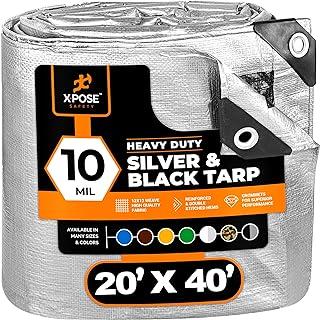 XPOSE™
SAFETY
10
MIL
HEAVY DUTY
SILVER &
BLACK TARP
12X12 WEAVE
HIGH QUALITY
FABRIC
REINFORCED
& DOUBLE
STITCHED HEMS
GROMMETS
FOR SUPERIOR
PERFORMANCE
AVAILABLE IN
MANY SIZES
& COLORS
20' X 40'